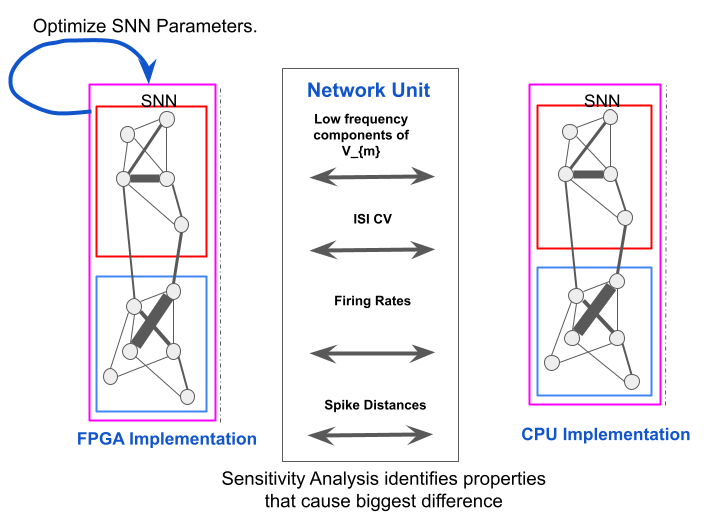 Optimize SNN Parameters.
SNN
Network Unit
Low frequency
components of
V_{m}
ISI CV
Firing Rates
Spike Distances
SNN
FPGA Implementation
CPU Implementation
Sensitivity Analysis identifies properties
that cause biggest difference